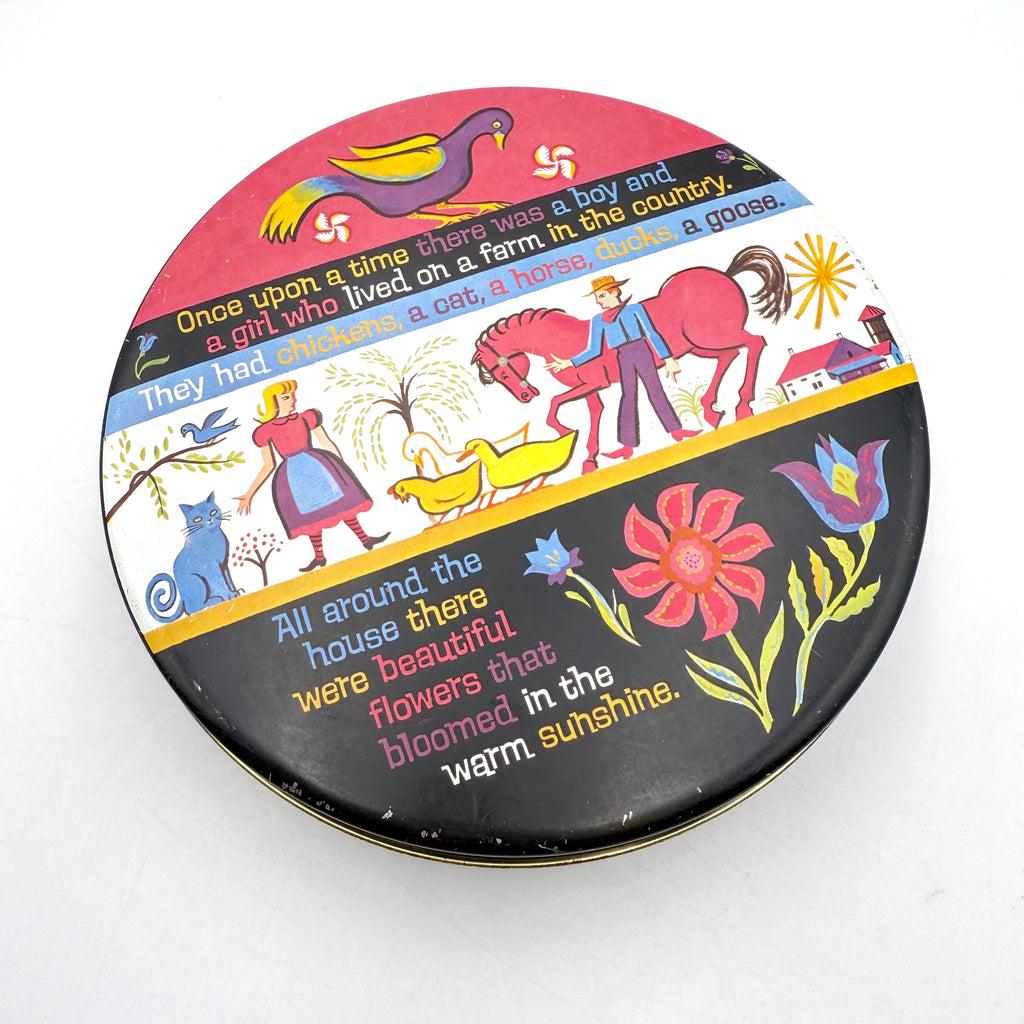 Once upon a time there was a boy and
a girl who lived on a farm in the country.
They had chickens, a cat, a horse, ducks, a goose.
All around the
house there
were beautiful
flowers that
bloomed in the
warm sunshine.